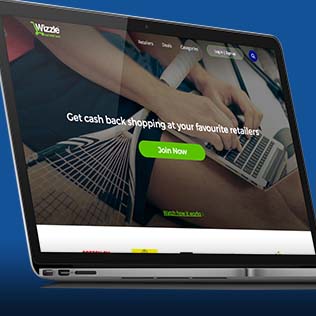 Wizzle
Retailers Deals Categories Log In | Sign Up
Get cash back shopping at your favourite retailers
Join Now
Watch how it works